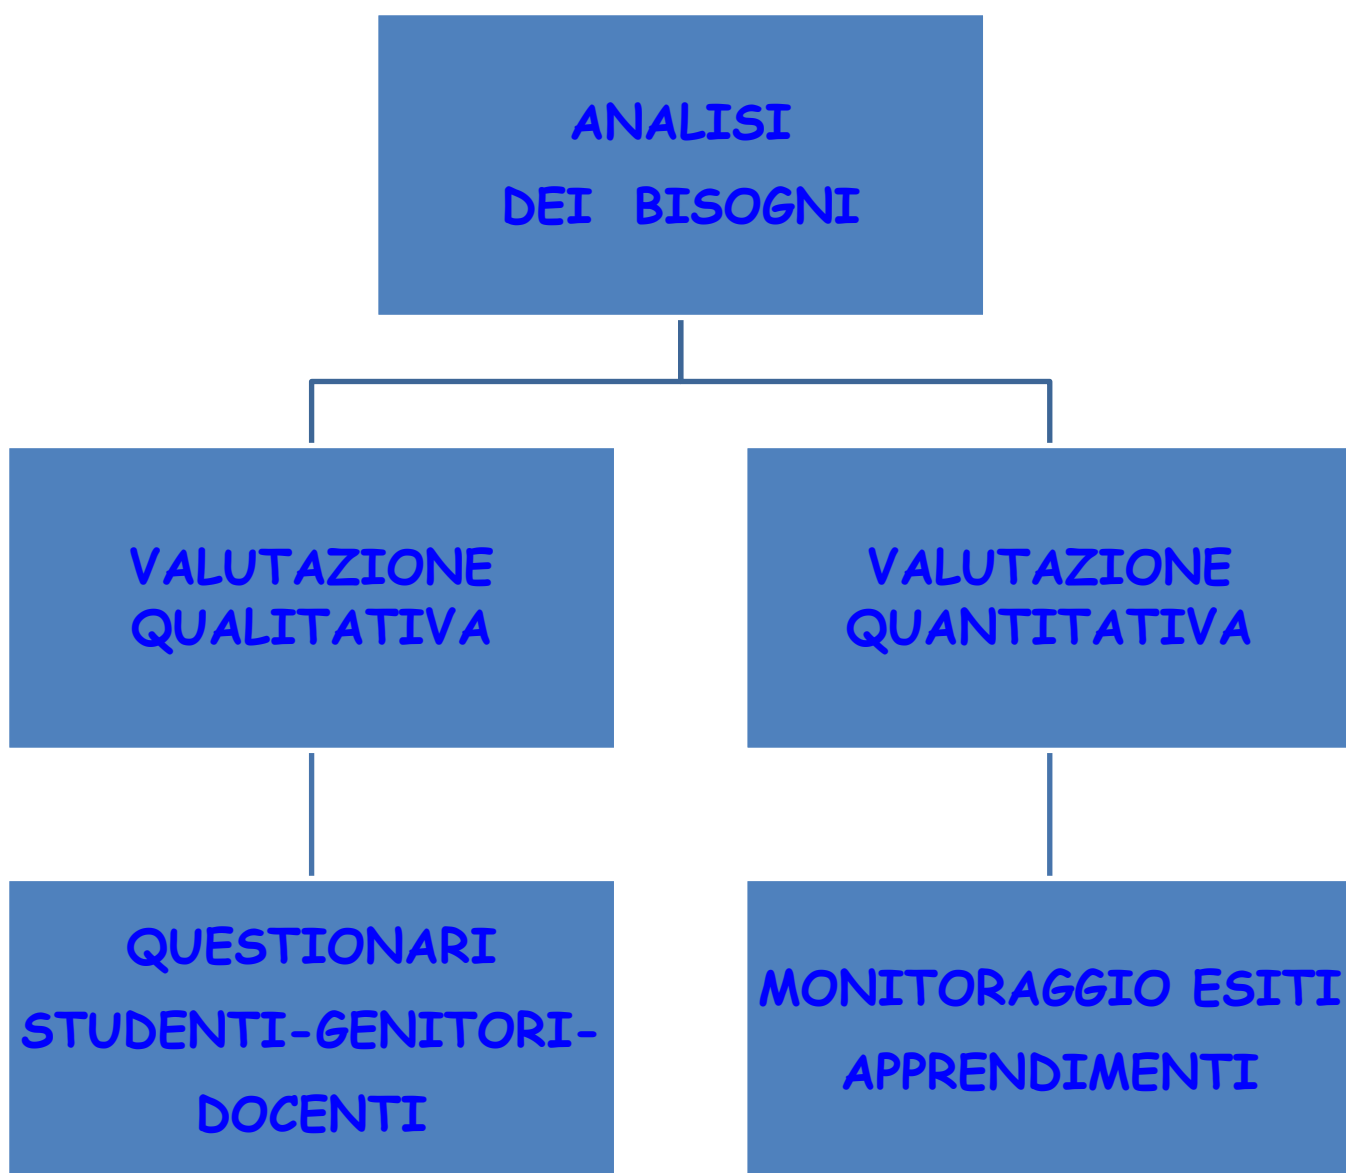 ANALISI
DEI BISOGNI
VALUTAZIONE
QUALITATIVA
VALUTAZIONE
QUANTITATIVA
QUESTIONARI
STUDENTI-GENITORI-
DOCENTI
MONITORAGGIO ESITI
APPRENDIMENTI